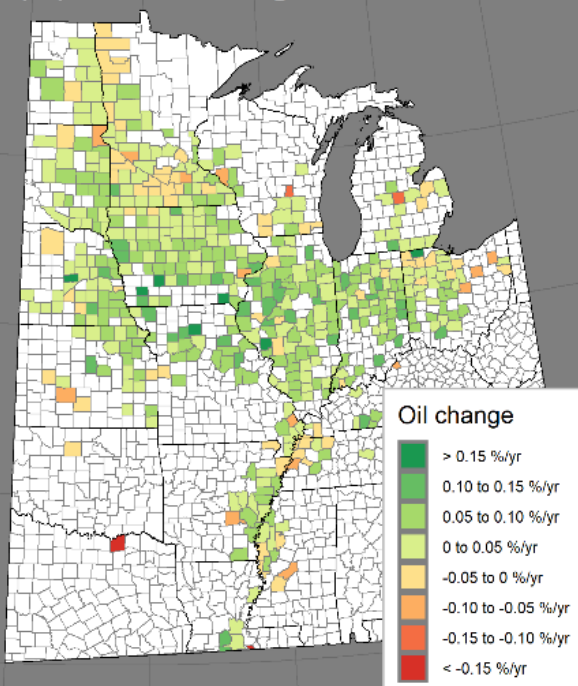 Oil change
> 0.15 %/yr
0.10 to 0.15 %/yr
0.05 to 0.10 %/yr
0 to 0.05 %/yr
-0.05 to 0 %/yr
-0.10 to -0.05 %/yr
-0.15 to -0.10 %/yr
< -0.15 %/yr